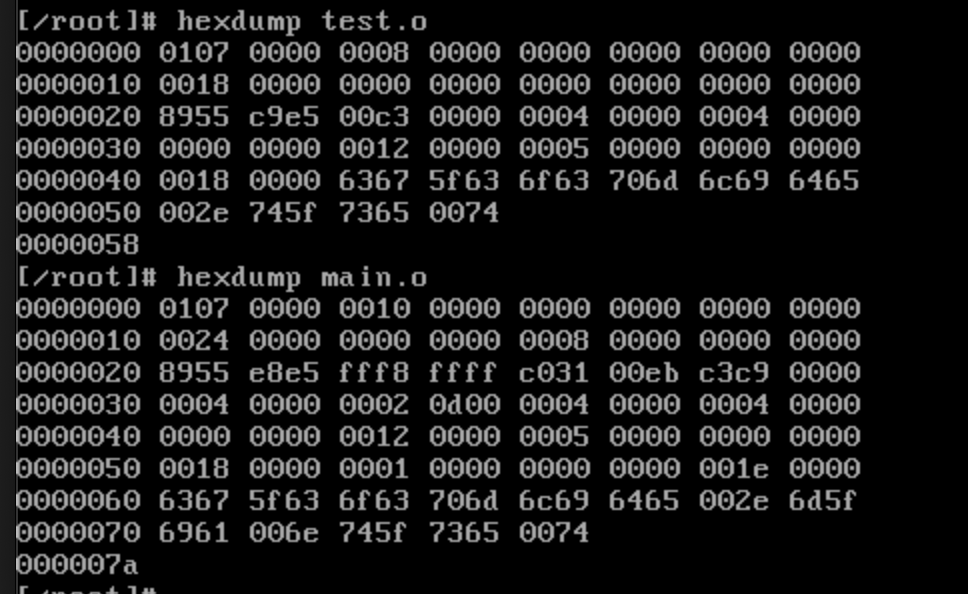 [/root]# hexdump test.o
0000000 0107 0000 0008 0000 0000 0000 0000 0000
0000010 0018 0000 0000 0000 0000 0000 0000 0000
0000020 8955 c9e5 00c3 0000 0004 0000 0004 0000
0000030 0000 0000 0012 0000 0005 0000 0000 0000
0000040 0018 0000 6367 5f63 6f63 706d 6c69 6465
0000050 002e 745f 7365 0074
0000058
[/root]# hexdump main.o
0000000 0107 0000 0010 0000 0000 0000 0000 0000
0000010 0024 0000 0000 0000 0008 0000 0000 0000
0000020 8955 e8e5 fff8 ffff c031 00eb c3c9 0000
0000030 0004 0000 0002 0d00 0004 0000 0004 0000
0000040 0000 0000 0012 0000 0005 0000 0000 0000
0000050 0018 0000 0001 0000 0000 0000 001e 0000
0000060 6367 5f63 6f63 706d 6c69 6465 002e 6d5f
0000070 6961 006e 745f 7365 0074
000007a
[/root]#